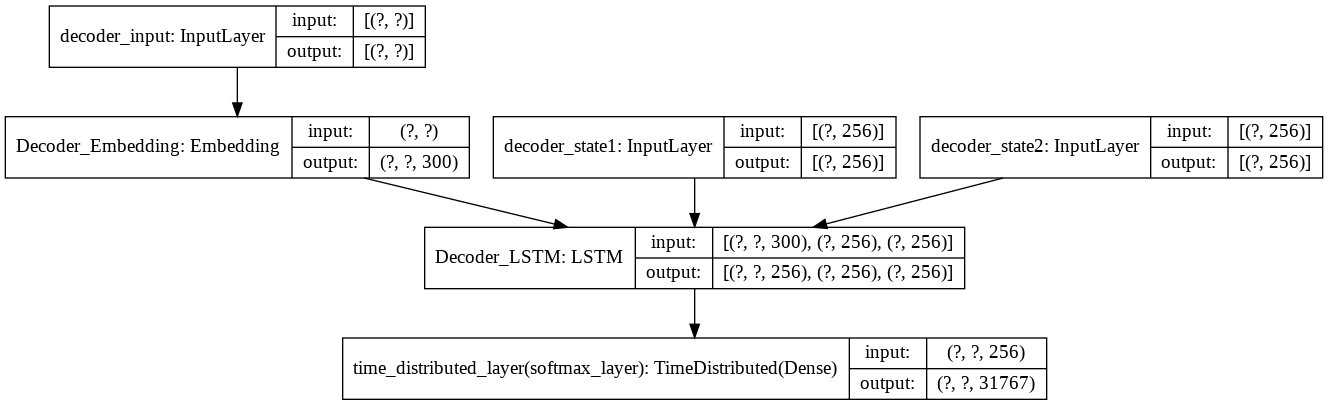 decoder_input: InputLayer input: [(?, ?)]
output: [(?, ?)]
Decoder_Embedding: Embedding input: (?, ?)
output: (?, ?, 300)
decoder_state1: InputLayer input: [(?, 256)]
output: [(?, 256)]
decoder_state2: InputLayer input: [(?, 256)]
output: [(?, 256)]
Decoder_LSTM: LSTM input: [(?, ?, 300), (?, 256), (?, 256)]
output: [(?, ?, 256), (?, 256), (?, 256)]
time_distributed_layer(softmax_layer): TimeDistributed(Dense) input: (?, ?, 256)
output: (?, ?, 31767)